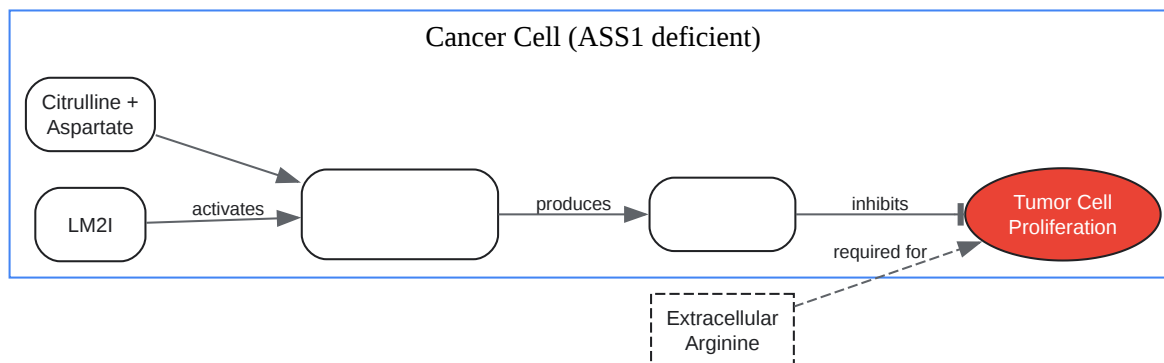 Cancer Cell (ASS1 deficient)
Citrulline +
Aspartate
LM2I
activates
produces
inhibits
Tumor Cell
Proliferation
required for
Extracellular
Arginine